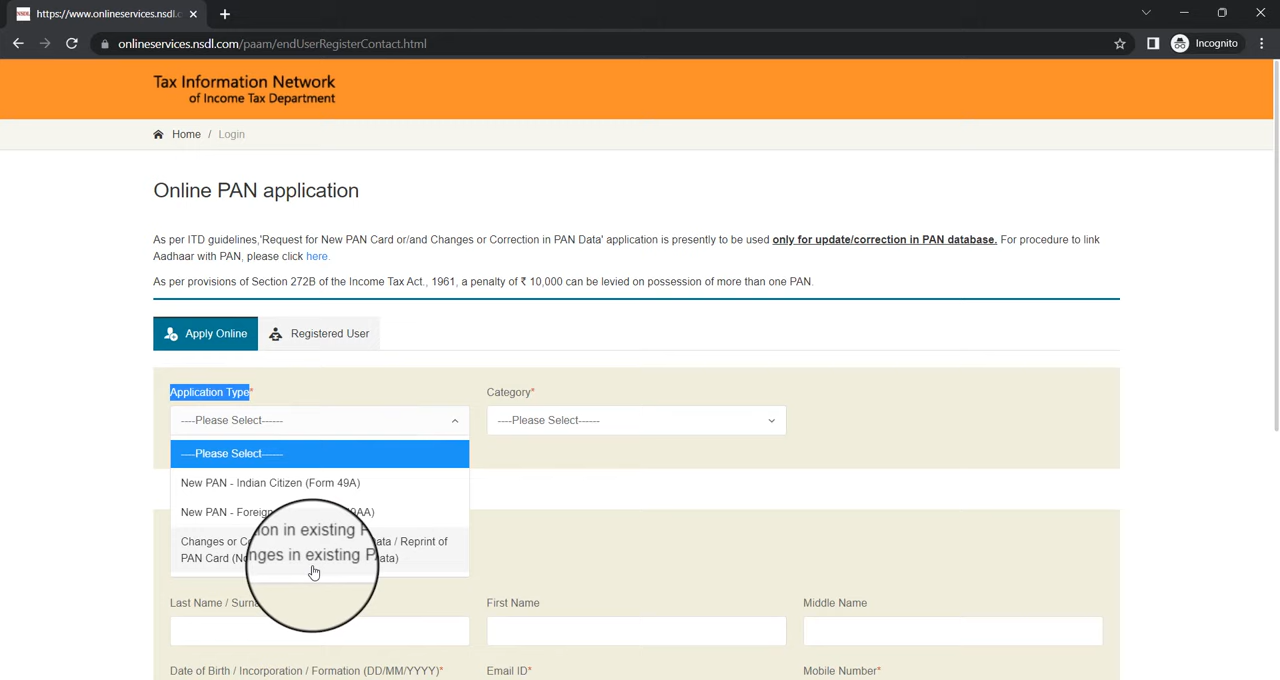 https://www.onlineservices.nsdl.c
onlineservices.nsdl.com/paam/endUserRegisterContact.html
Incognito
Tax Information Network
of Income Tax Department
Home / Login
Online PAN application
As per ITD guidelines,'Request for New PAN Card or/and Changes or Correction in PAN Data' application is presently to be used only for update/correction in PAN database. For procedure to link
Aadhaar with PAN, please click here.
As per provisions of Section 272B of the Income Tax Act., 1961, a penalty of ₹ 10,000 can be levied on possession of more than one PAN.
Apply Online Registered User
Application Type* Category*
----Please Select------ ----Please Select------
----Please Select------
New PAN - Indian Citizen (Form 49A)
New PAN -
ion in existing
Changes or / Reprint of
nges in existing
PAN Card
Last Name / First Name Middle Name
Date of Birth / Incorporation / Formation (DD/MM/YYYY)* Email ID* Mobile Number*